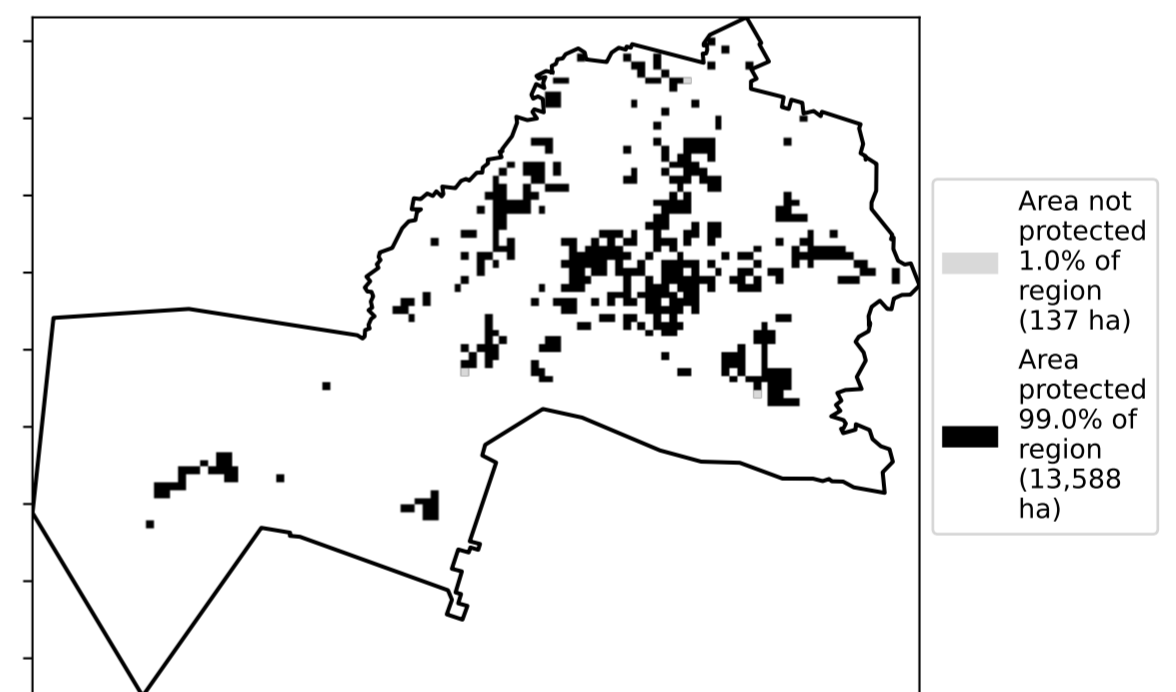 Area not
protected
1.0% of
region
(137 ha)
Area
protected
99.0% of
region
(13,588
ha)